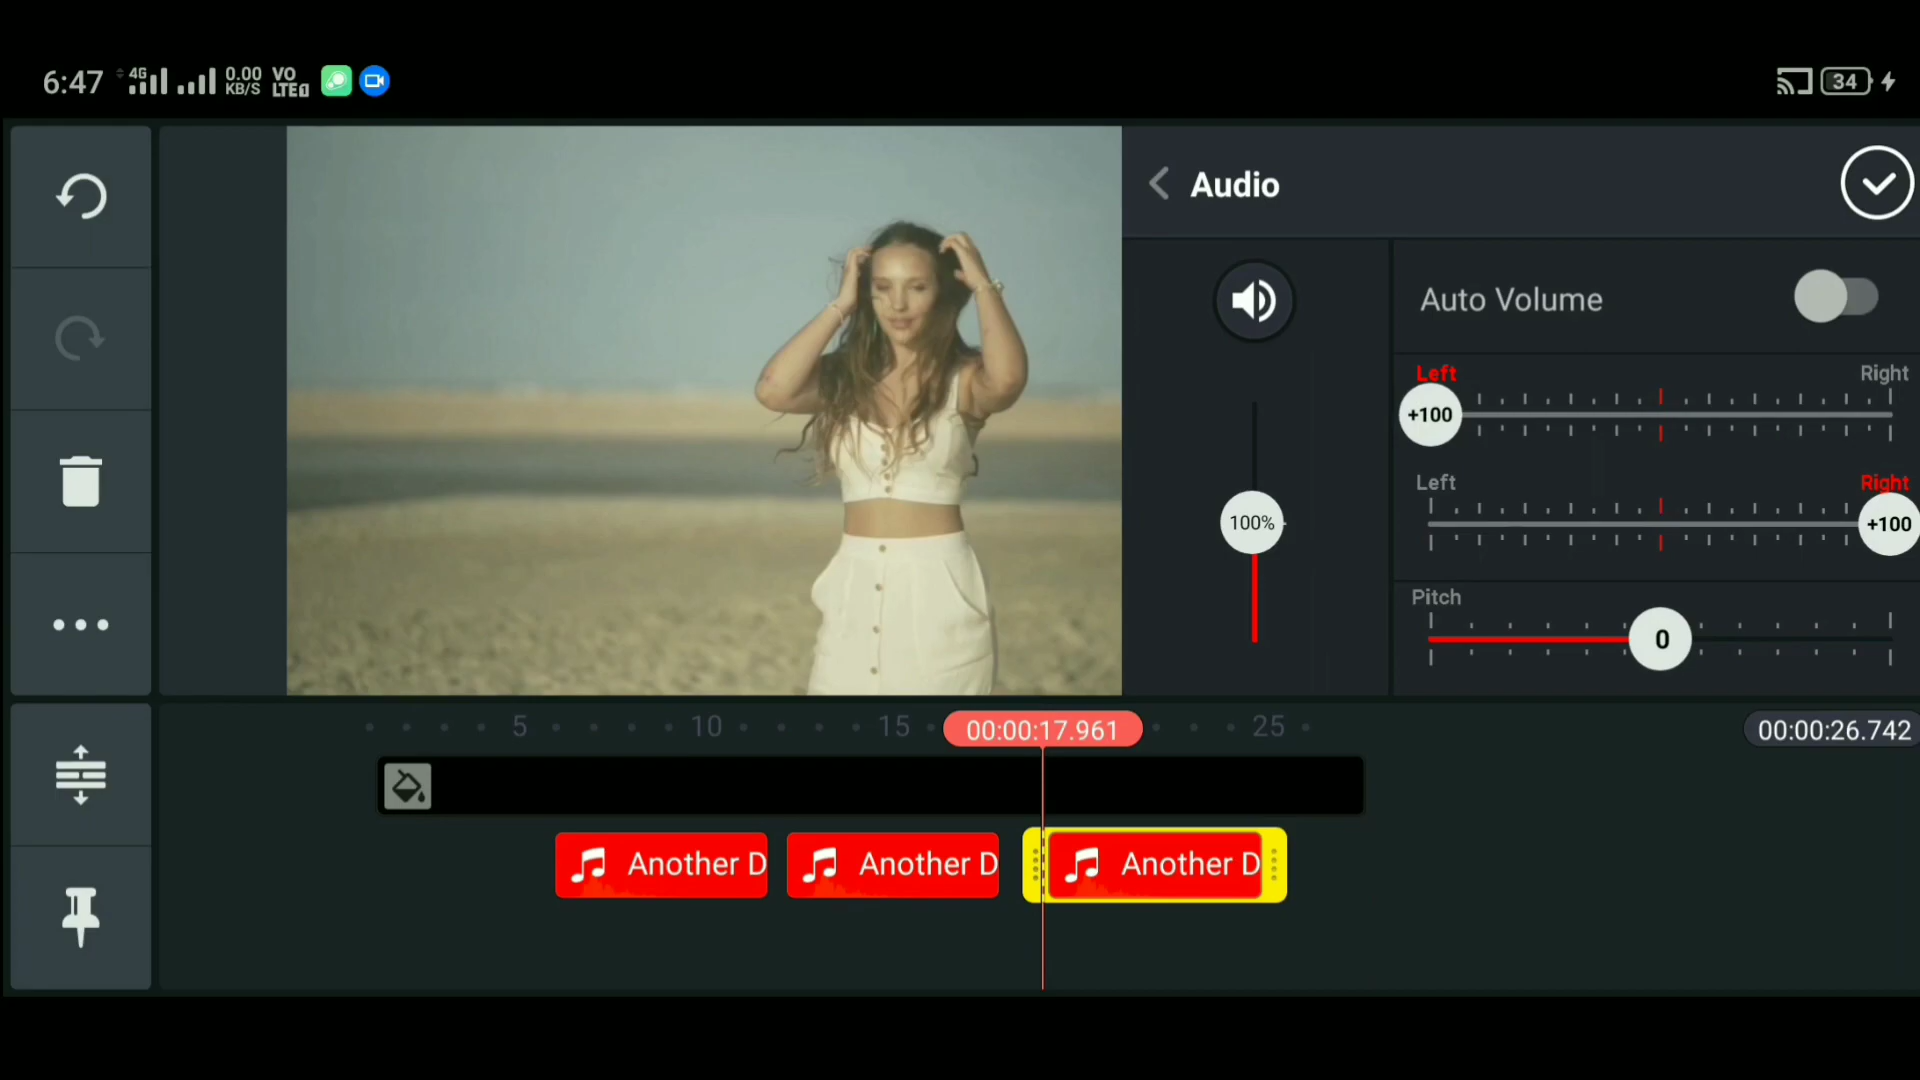 6:47 4G 0.00 KB/S VO LTE1 34
Audio
Auto Volume
Left Right
+100
Left Right
+100
100%
Pitch
0
5 10 15 00:00:17.961 25 00:00:26.742
Another D Another D Another D